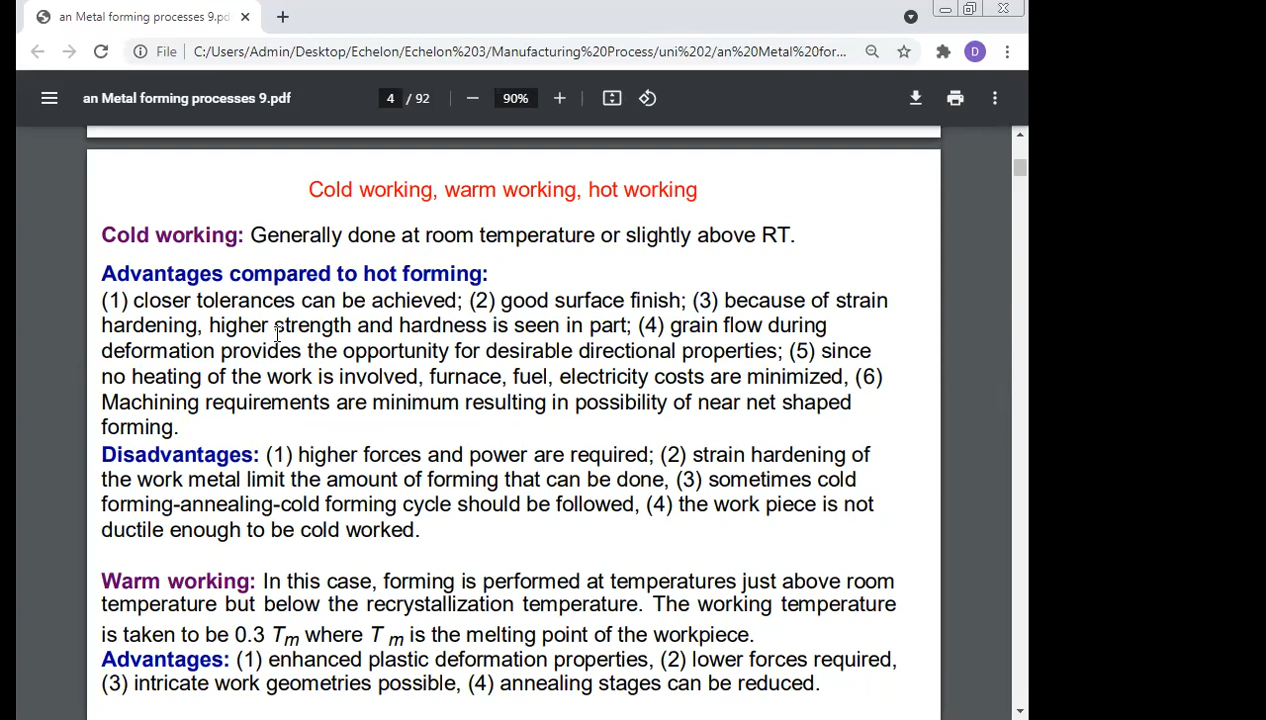 an Metal forming processes 9.pd
File C:/Users/Admin/Desktop/Echelon/Echelon%203/Manufacturing%20Process/uni%202/an%20Metal%20for... D
an Metal forming processes 9.pdf 4 / 92 90%
Cold working, warm working, hot working
Cold working: Generally done at room temperature or slightly above RT.
Advantages compared to hot forming:
(1) closer tolerances can be achieved; (2) good surface finish; (3) because of strain
hardening, higher strength and hardness is seen in part; (4) grain flow during
deformation provides the opportunity for desirable directional properties; (5) since
no heating of the work is involved, furnace, fuel, electricity costs are minimized, (6)
Machining requirements are minimum resulting in possibility of near net shaped
forming.
Disadvantages: (1) higher forces and power are required; (2) strain hardening of
the work metal limit the amount of forming that can be done, (3) sometimes cold
forming-annealing-cold forming cycle should be followed, (4) the work piece is not
ductile enough to be cold worked.
Warm working: In this case, forming is performed at temperatures just above room
temperature but below the recrystallization temperature. The working temperature
is taken to be 0.3 Tm where T m is the melting point of the workpiece.
Advantages: (1) enhanced plastic deformation properties, (2) lower forces required,
(3) intricate work geometries possible, (4) annealing stages can be reduced.